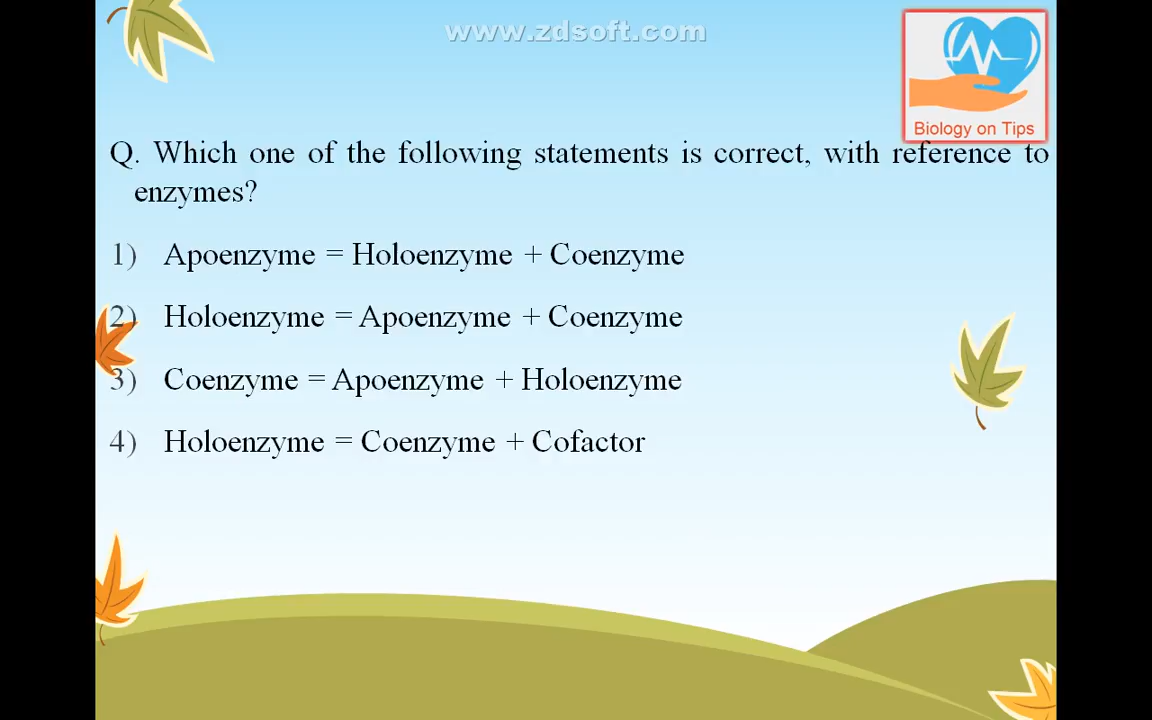 www.zdsoft.com
Biology on Tips
Q. Which one of the following statements is correct, with reference to
enzymes?
1) Apoenzyme = Holoenzyme + Coenzyme
2) Holoenzyme = Apoenzyme + Coenzyme
3) Coenzyme = Apoenzyme + Holoenzyme
4) Holoenzyme = Coenzyme + Cofactor